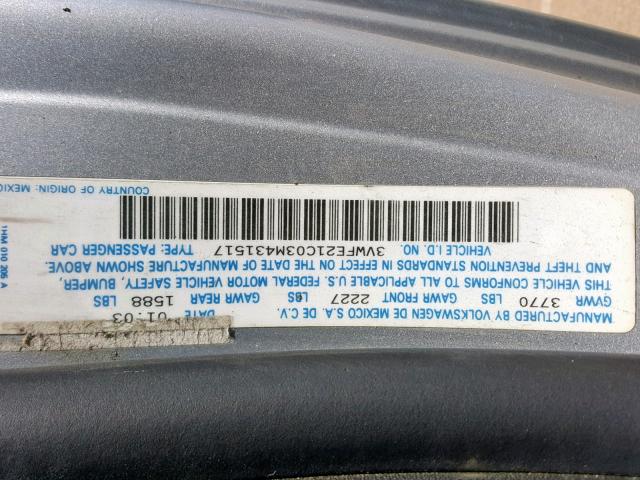 MANUFACTURED BY VOLKSWAGEN DE MEXICO S.A. DE C.V. DATE 01:03
GVWR 3770 LBS GAWR FRONT 2227 LBS GAWR REAR 1588 LBS
THIS VEHICLE CONFORMS TO ALL APPLICABLE U.S. FEDERAL MOTOR VEHICLE SAFETY, BUMPER,
AND THEFT PREVENTION STANDARDS IN EFFECT ON THE DATE OF MANUFACTURE SHOWN ABOVE.
VEHICLE I.D. NO. 3VWFE21C03M431517 TYPE: PASSENGER CAR
COUNTRY OF ORIGIN: MEXICO
1HM 010 205 A